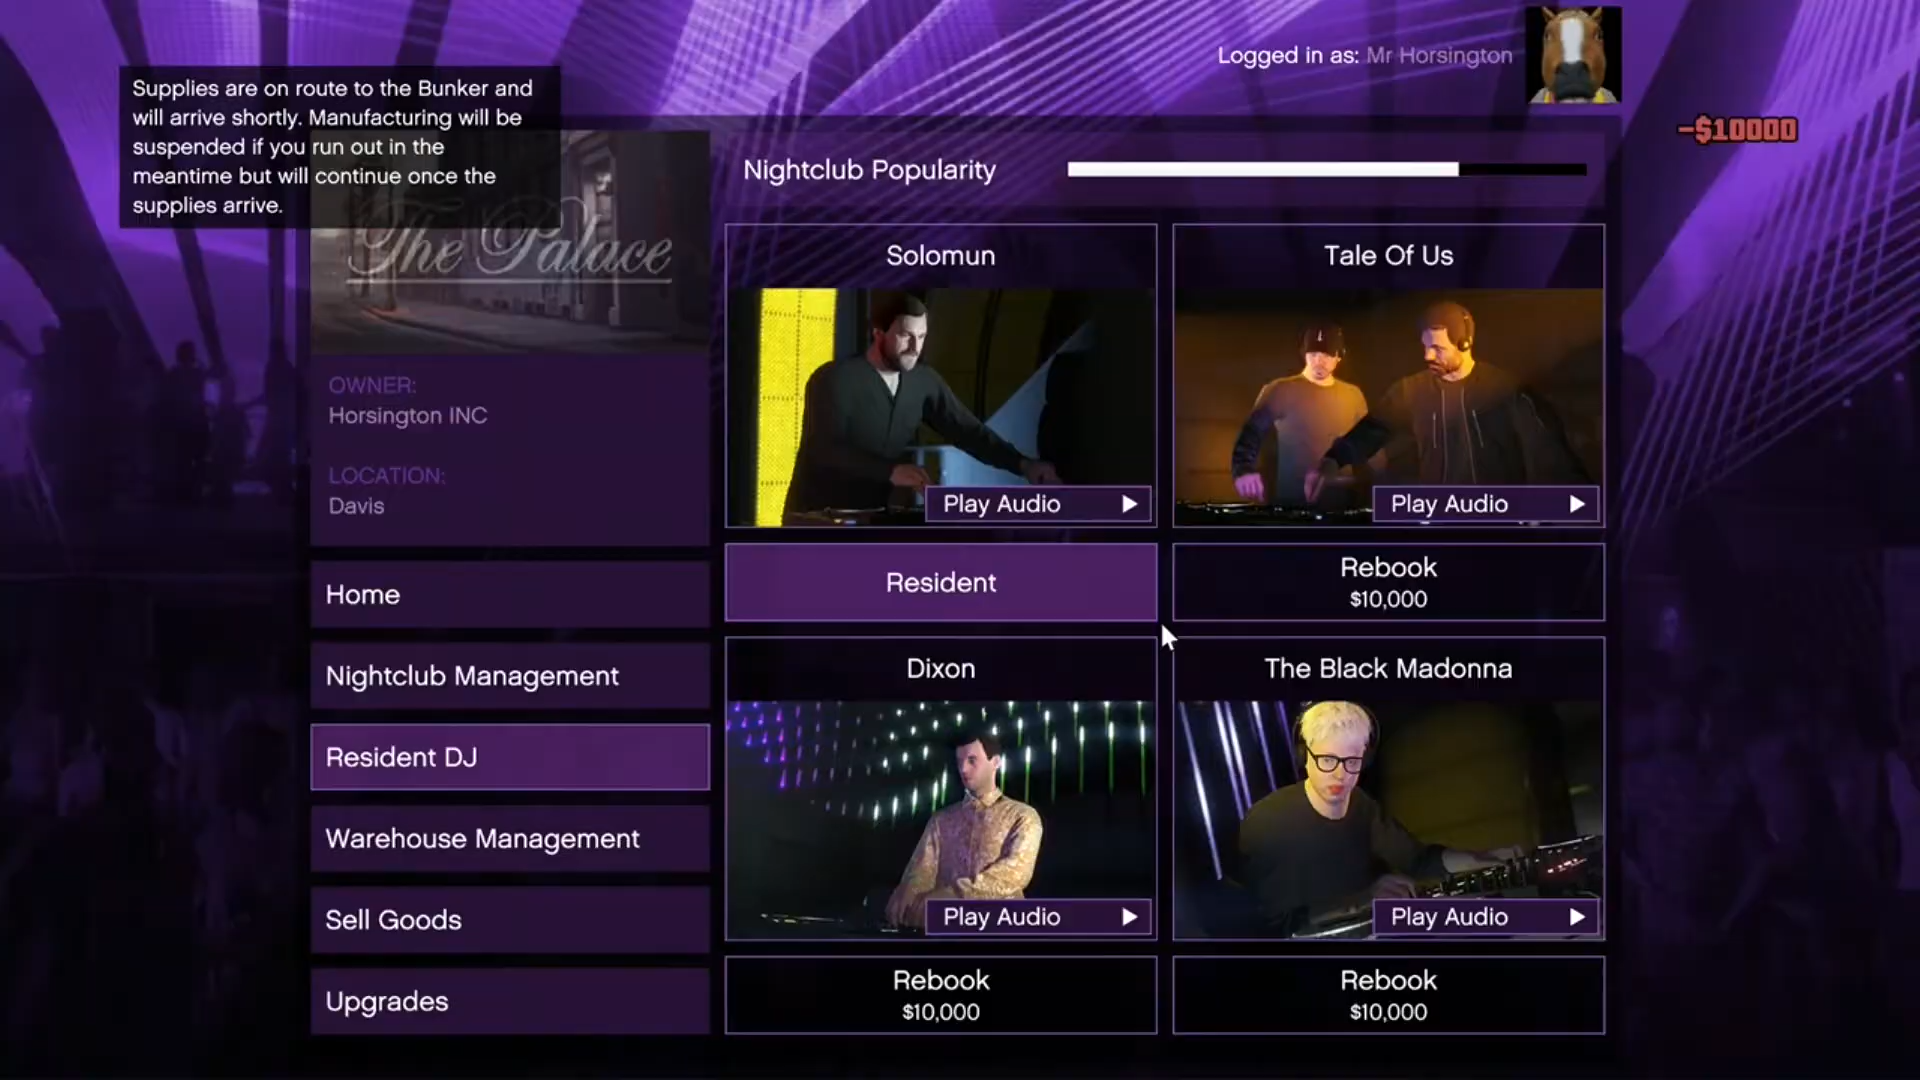 Logged in as: Mr Horsington
Supplies are on route to the Bunker and
will arrive shortly. Manufacturing will be
suspended if you run out in the
meantime but will continue once the
supplies arrive.
-$10000
The Palace
OWNER:
Horsington INC
LOCATION:
Davis
Home
Nightclub Management
Resident DJ
Warehouse Management
Sell Goods
Upgrades
Nightclub Popularity
Solomun
Play Audio
Resident
Tale Of Us
Play Audio
Rebook
$10,000
Dixon
Play Audio
Rebook
$10,000
The Black Madonna
Play Audio
Rebook
$10,000